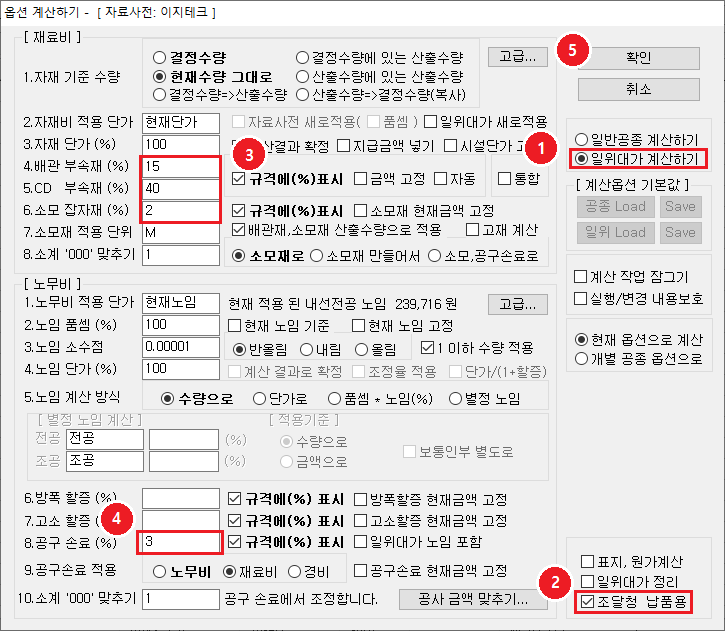 옵션 계산하기 - [ 자료사전: 이지테크 ]
[ 재료비 ]
1.자재 기준 수량
결정수량 결정수량에 있는 산출수량
현재수량 그대로 산출수량에 있는 산출수량
결정수량=>산출수량 산출수량=>결정수량(복사)
고급...
5
확인
취소
2.자재비 적용 단가 현재단가 자료사전 새로적용( 품셈 ) 일위대가 새로적용
3.자재 단가 (%) 100 산결과 확정 지급금액 넣기 시설단가 고
1
3
4.배관 부속재 (%) 15 규격에(%)표시 금액 고정 자동 통합
5.CD 부속재 (%) 40
6.소모 잡자재 (%) 2 규격에(%)표시 소모재 현재금액 고정
7.소모재 적용 단위 M 배관재,소모재 산출수량으로 적용 고재 계산
8.소계 '000' 맞추기 1 소모재로 소모재 만들어서 소모,공구손료로
일반공종 계산하기
일위대가 계산하기
[ 계산옵션 기본값 ]
공종 Load Save
일위 Load Save
계산 작업 잠그기
실행/변경 내용보호
현재 옵션으로 계산
개별 공종 옵션으로
[ 노무비 ]
1.노무비 적용 단가 현재노임 현재 적용 된 내선전공 노임 239,716 원 고급...
2.노임 품셈 (%) 100 현재 노임 기준 현재 노임 고정
3.노임 소수점 0.00001 반올림 내림 올림 1 이하 수량 적용
4.노임 단가 (%) 100 계산 결과로 확정 조정율 적용 단가/(1+할증)
5.노임 계산 방식 수량으로 단가로 품셈 * 노임(%) 별정 노임
[ 별정 노임 계산 ] [ 적용기준 ]
전공 전공 (%) 수량으로
조공 조공 (%) 금액으로
보통인부 별도로
6.방폭 할증 (%) 규격에(%) 표시 방폭할증 현재금액 고정
7.고소 할증 (%) 규격에(%) 표시 고소할증 현재금액 고정
4
8.공구 손료 (%) 3 규격에(%) 표시 일위대가 노임 포함
9.공구손료 적용 노무비 재료비 경비 공구손료 현재금액 고정
10.소계 '000' 맞추기 1 공구 손료에서 조정합니다. 공사 금액 맞추기...
2
표지, 원가계산
일위대가 정리
조달청 납품용